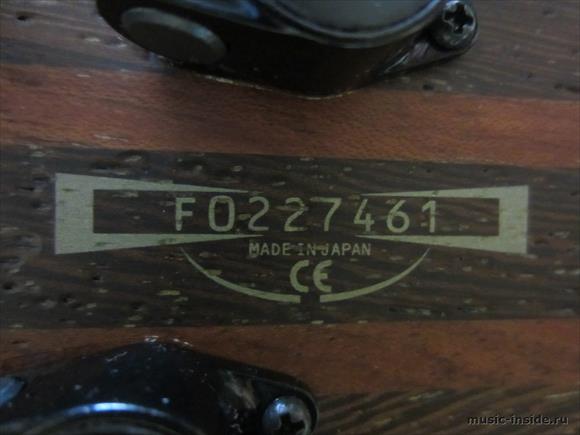 F0227461
MADE IN JAPAN
CE
music-inside.ru